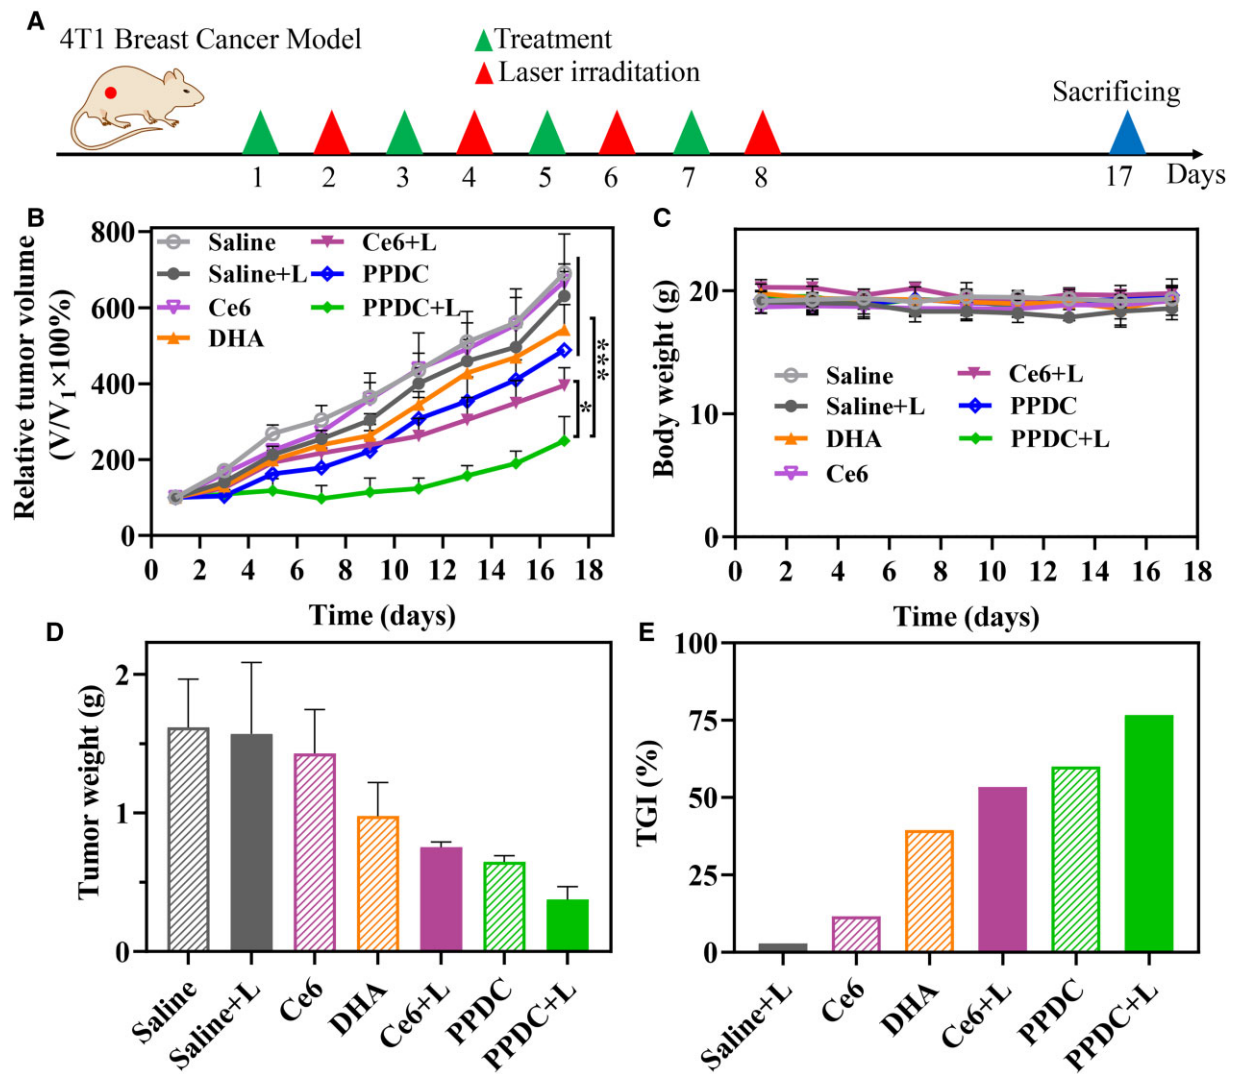 A
4T1 Breast Cancer Model
Treatment
Laser irraditation
Sacrificing
1 2 3 4 5 6 7 8 17 Days
B
Relative tumor volume
(V/V₁ ×100%)
800
600
400
200
0
0 2 4 6 8 10 12 14 16 18
Time (days)
Saline
Saline+L
Ce6
DHA
Ce6+L
PPDC
PPDC+L
***
*
C
Body weight (g)
20
10
0
0 2 4 6 8 10 12 14 16 18
Time (days)
Saline
Saline+L
DHA
Ce6
Ce6+L
PPDC
PPDC+L
D
Tumor weight (g)
2
1
0
Saline
Saline+L
Ce6
DHA
Ce6+L
PPDC
PPDC+L
E
TGI (%)
100
75
50
25
0
Saline+L
Ce6
DHA
Ce6+L
PPDC
PPDC+L